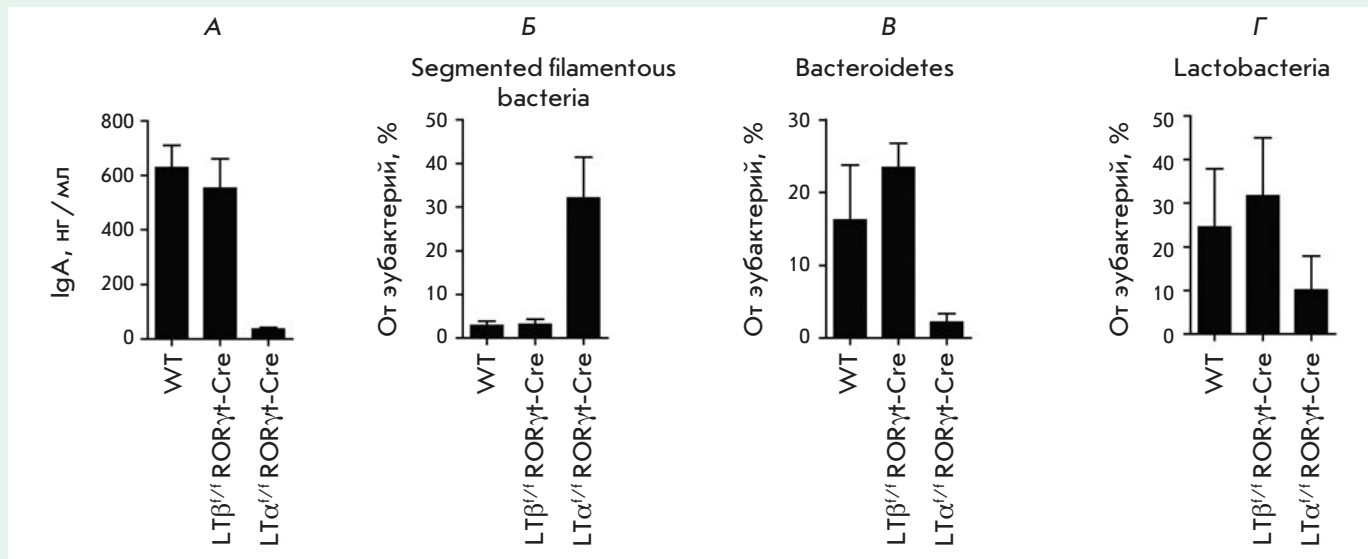 А
IgA, нг / мл
800
600
400
200
0
WT
LTβf/f RORγt-Cre
LTαf/f RORγt-Cre
Б
Segmented filamentous
bacteria
От эубактерий, %
50
40
30
20
10
0
WT
LTβf/f RORγt-Cre
LTαf/f RORγt-Cre
В
Bacteroidetes
От эубактерий, %
30
20
10
0
WT
LTβf/f RORγt-Cre
LTαf/f RORγt-Cre
Г
Lactobacteria
От эубактерий, %
50
40
30
20
10
0
WT
LTβf/f RORγt-Cre
LTαf/f RORγt-Cre